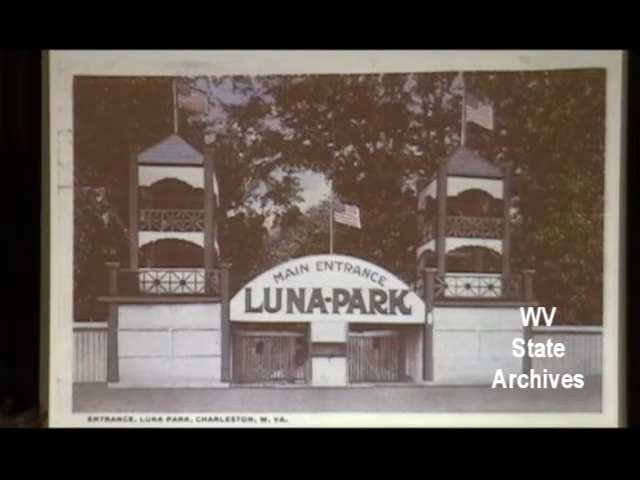 MAIN ENTRANCE
LUNA-PARK
WV
State
Archives
ENTRANCE, LUNA PARK, CHARLESTON, W. VA.